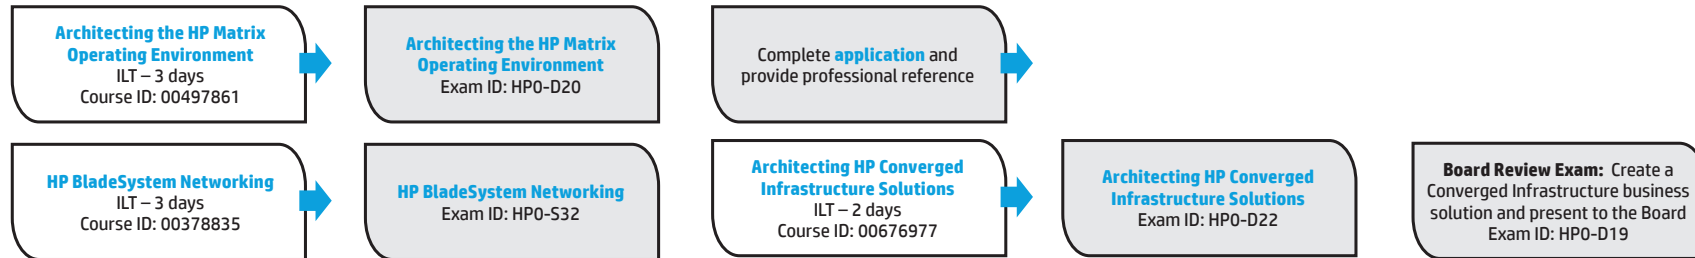 Architecting the HP Matrix
Operating Environment
ILT – 3 days
Course ID: 00497861
Architecting the HP Matrix
Operating Environment
Exam ID: HP0-D20
Complete application and
provide professional reference
HP BladeSystem Networking
ILT – 3 days
Course ID: 00378835
HP BladeSystem Networking
Exam ID: HP0-S32
Architecting HP Converged
Infrastructure Solutions
ILT – 2 days
Course ID: 00676977
Architecting HP Converged
Infrastructure Solutions
Exam ID: HP0-D22
Board Review Exam: Create a
Converged Infrastructure business
solution and present to the Board
Exam ID: HP0-D19